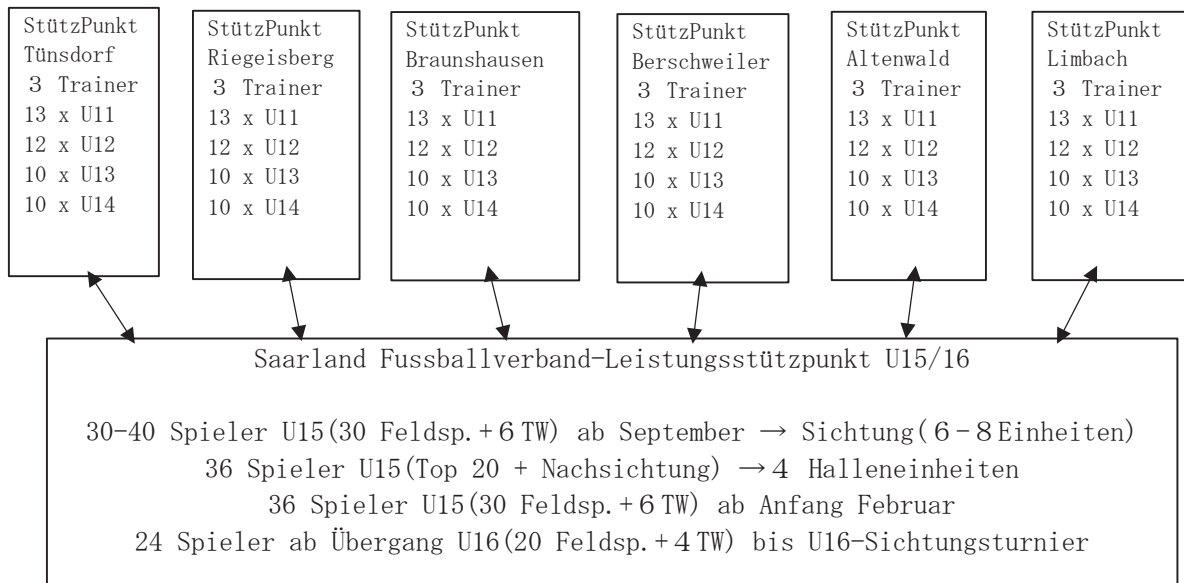 StützPunkt
Tünsdorf
３ Trainer
13 x U11
12 x U12
10 x U13
10 x U14
StützPunkt
Riegeisberg
３ Trainer
13 x U11
12 x U12
10 x U13
10 x U14
StützPunkt
Braunshausen
３ Trainer
13 x U11
12 x U12
10 x U13
10 x U14
StützPunkt
Berschweiler
３ Trainer
13 x U11
12 x U12
10 x U13
10 x U14
StützPunkt
Altenwald
３ Trainer
13 x U11
12 x U12
10 x U13
10 x U14
StützPunkt
Limbach
３ Trainer
13 x U11
12 x U12
10 x U13
10 x U14
Saarland Fussballverband-Leistungsstützpunkt U15/16
30-40 Spieler U15(30 Feldsp.+６TW) ab September → Sichtung(６-８Einheiten)
36 Spieler U15(Top 20 + Nachsichtung) →４ Halleneinheiten
36 Spieler U15(30 Feldsp.+６TW) ab Anfang Februar
24 Spieler ab Übergang U16(20 Feldsp.+４TW) bis U16-Sichtungsturnier